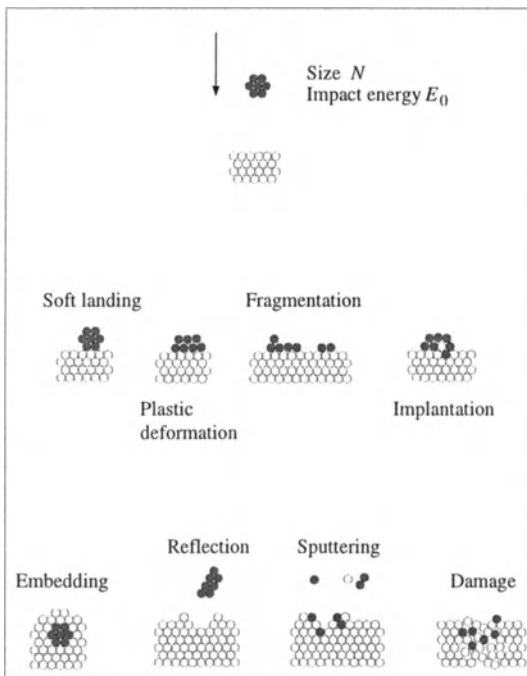 Size N
Impact energy E₀
Soft landing
Fragmentation
Plastic
deformation
Implantation
Reflection
Sputtering
Embedding
Damage